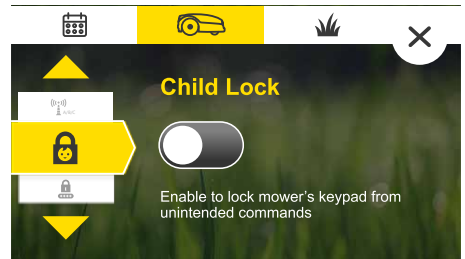 Child Lock
Enable to lock mower's keypad from
unintended commands